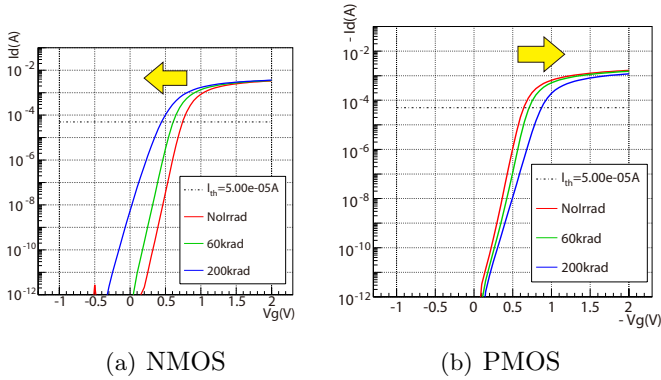 Id(A)
10-2
10-4
10-6
10-8
10-10
10-12
-1 -0.5 0 0.5 1 1.5 2
Vg(V)
Ith=5.00e-05A
NoIrrad
60krad
200krad
(a) NMOS
- Id(A)
10-2
10-4
10-6
10-8
10-10
10-12
-1 -0.5 0 0.5 1 1.5 2
- Vg(V)
Ith=5.00e-05A
NoIrrad
60krad
200krad
(b) PMOS